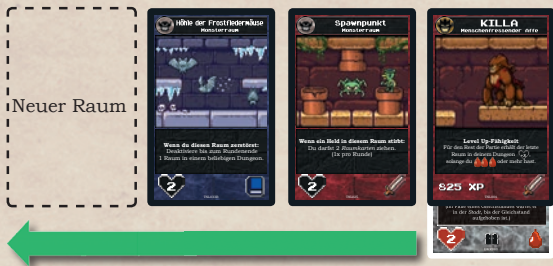 Neuer Raum
Höhle der Frostfledermäuse
Monsterraum
Wenn du diesen Raum zerstörst:
Deaktiviere bis zum Rundenende
1 Raum in einem beliebigen Dungeon.
2
Spawnpunkt
Monsterraum
Wenn ein Held in diesem Raum stirbt:
Du darfst 2 Raumkarten ziehen.
(1x pro Runde)
2
KILLA
Menschenfressender Affe
Level Up-Fähigkeit
Für den Rest der Partie erhält der letzte
Raum in deinem Dungeon
solange du oder mehr hast.
825 XP
in der Stadt, bis der Gleichstand
aufgehoben ist.)
2